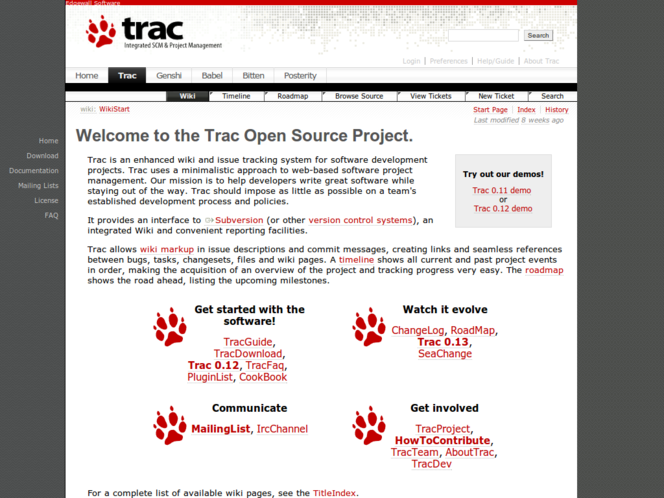 Edgewall Software
trac
Integrated SCM & Project Management
Search
Login | Preferences | Help/Guide | About Trac
Home Trac Genshi Babel Bitten Posterity
Wiki Timeline Roadmap Browse Source View Tickets New Ticket Search
wiki: WikiStart
Start Page | Index | History
Last modified 8 weeks ago
Home
Download
Documentation
Mailing Lists
License
FAQ
Welcome to the Trac Open Source Project.
Trac is an enhanced wiki and issue tracking system for software development
projects. Trac uses a minimalistic approach to web-based software project
management. Our mission is to help developers write great software while
staying out of the way. Trac should impose as little as possible on a team's
established development process and policies.
Try out our demos!
Trac 0.11 demo
or
Trac 0.12 demo
It provides an interface to Subversion (or other version control systems), an
integrated Wiki and convenient reporting facilities.
Trac allows wiki markup in issue descriptions and commit messages, creating links and seamless references
between bugs, tasks, changesets, files and wiki pages. A timeline shows all current and past project events
in order, making the acquisition of an overview of the project and tracking progress very easy. The roadmap
shows the road ahead, listing the upcoming milestones.
Get started with the
software!
TracGuide,
TracDownload,
Trac 0.12, TracFaq,
PluginList, CookBook
Watch it evolve
ChangeLog, RoadMap,
Trac 0.13,
SeaChange
Communicate
MailingList, IrcChannel
Get involved
TracProject,
HowToContribute,
TracTeam, AboutTrac,
TracDev
For a complete list of available wiki pages, see the TitleIndex.